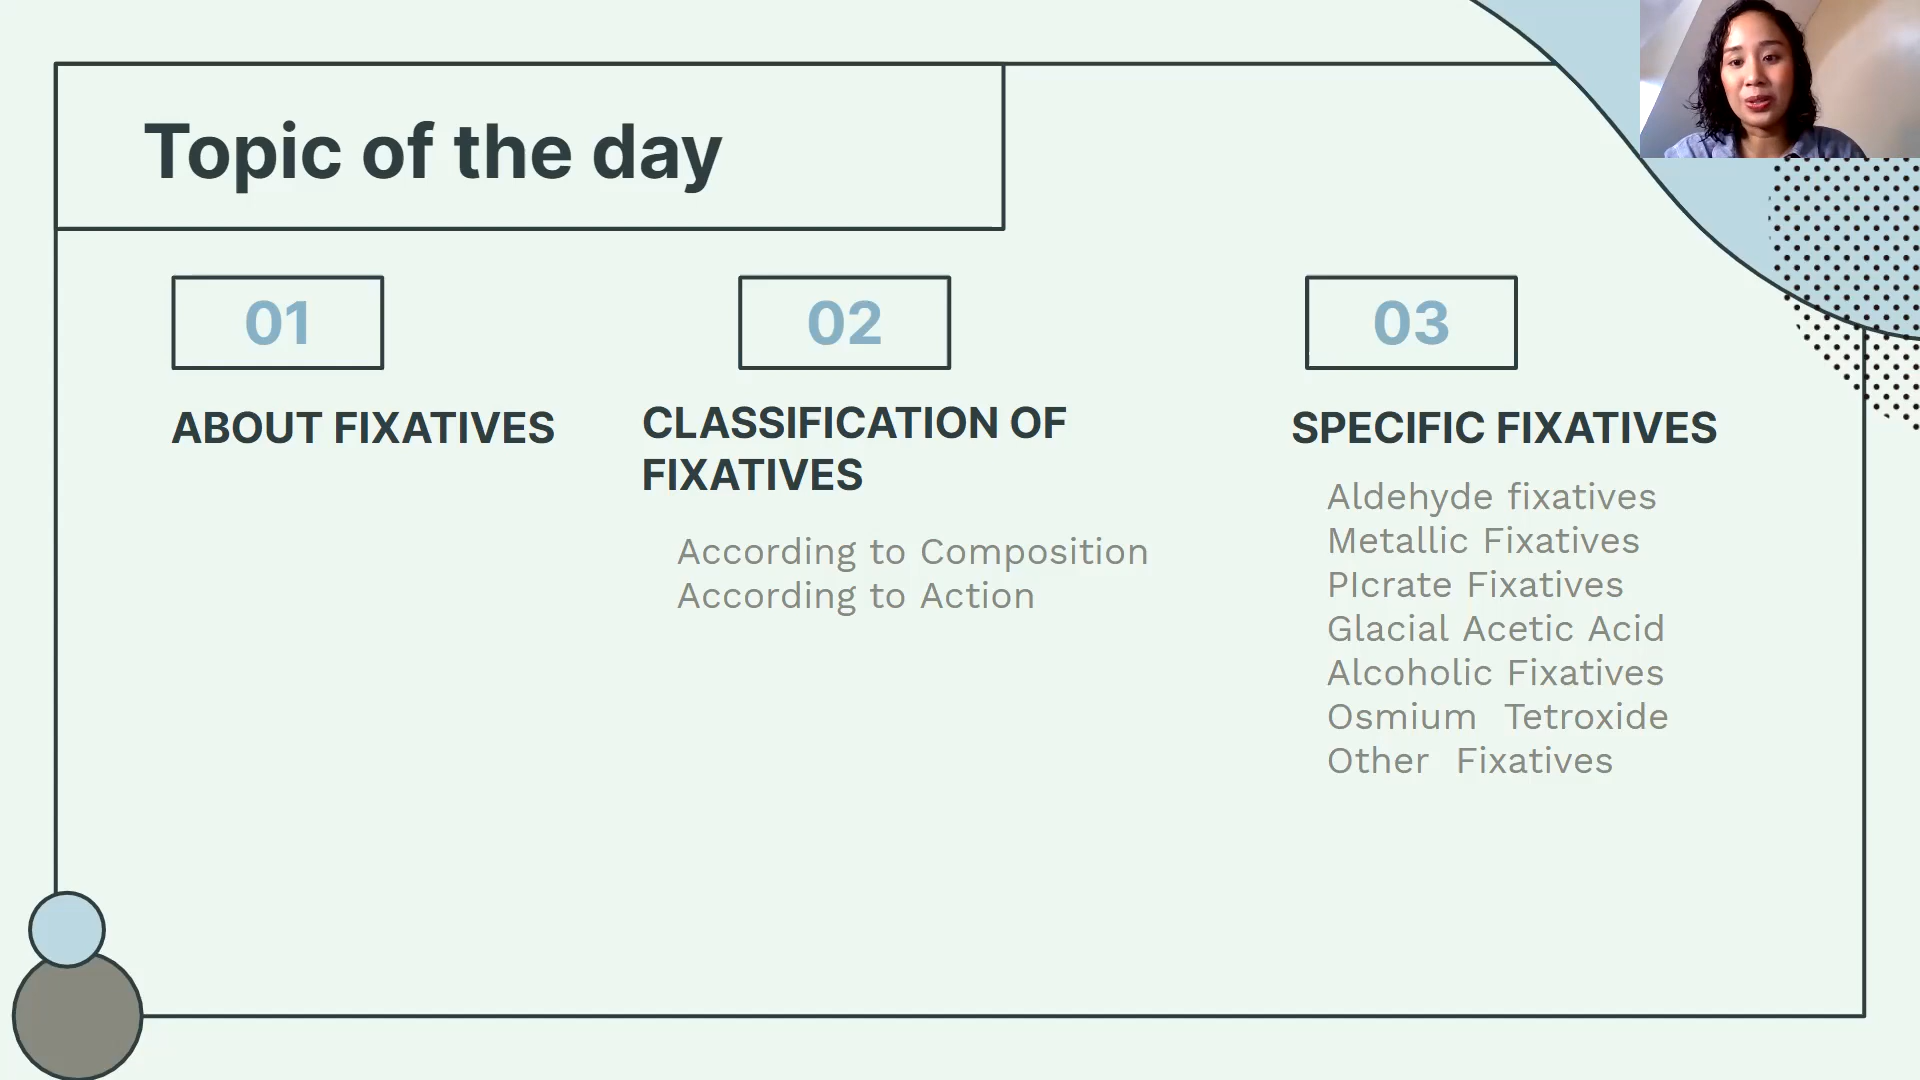 Topic of the day
01
ABOUT FIXATIVES
02
CLASSIFICATION OF
FIXATIVES
According to Composition
According to Action
03
SPECIFIC FIXATIVES
Aldehyde fixatives
Metallic Fixatives
PIcrate Fixatives
Glacial Acetic Acid
Alcoholic Fixatives
Osmium  Tetroxide
Other  Fixatives